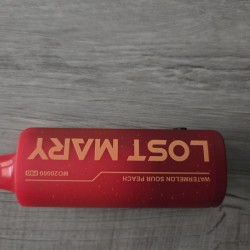 LOST MARY
WATERMELON SOUR PEACH
MO20000 PRO